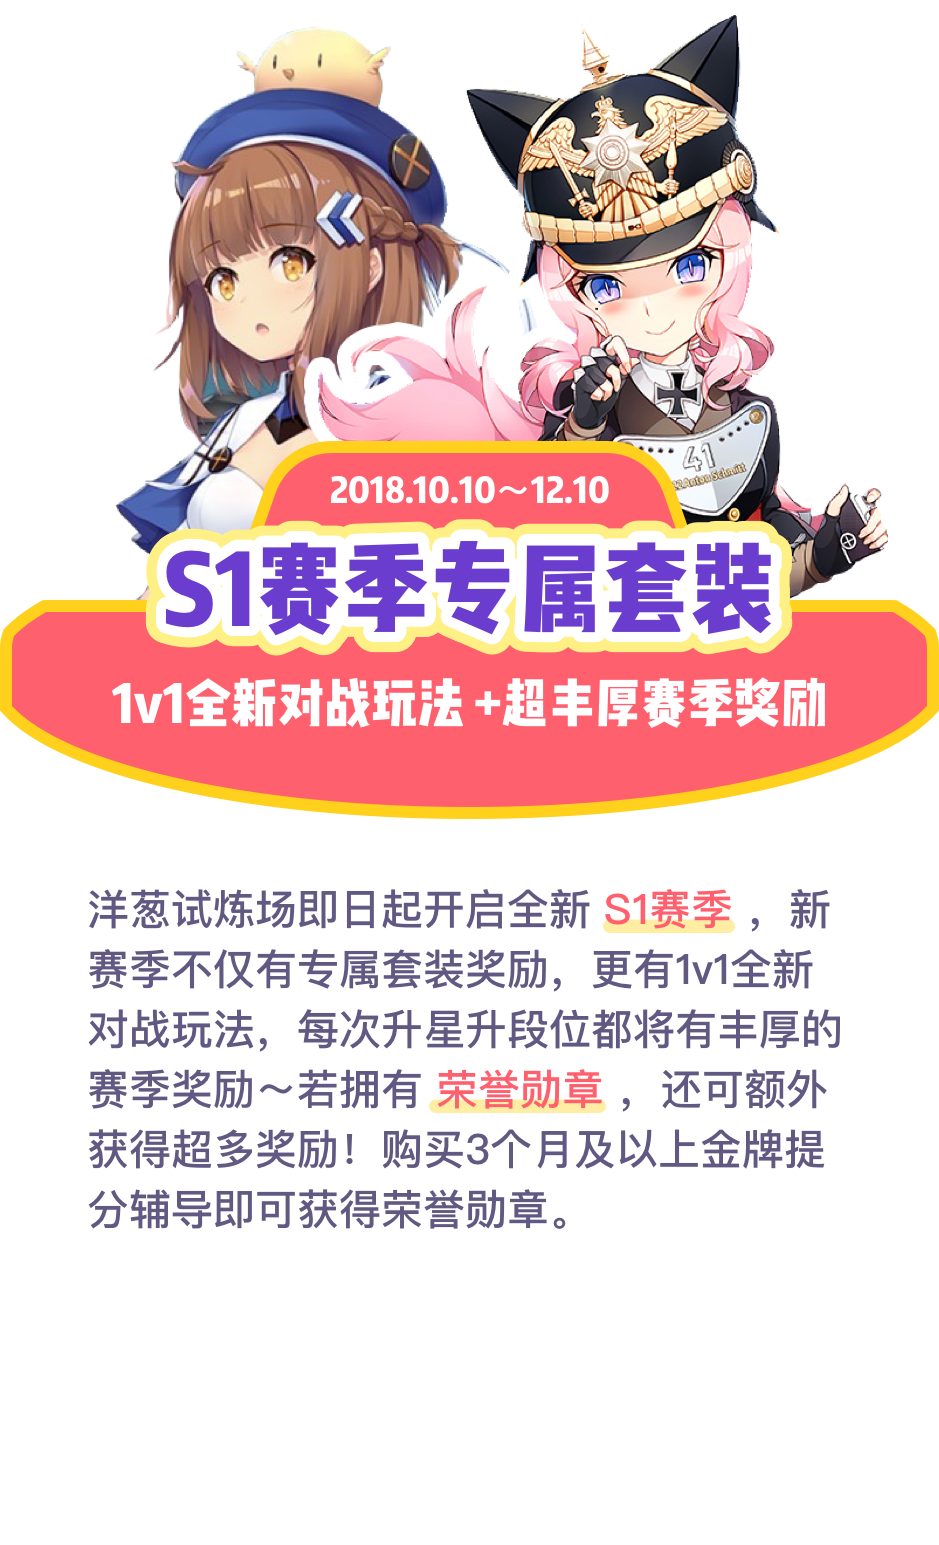 41
Anton Schmitt
2018.10.10～12.10
S1赛季专属套装
1v1全新对战玩法 +超丰厚赛季奖励
洋葱试炼场即日起开启全新 S1赛季 ，新
赛季不仅有专属套装奖励，更有1v1全新
对战玩法，每次升星升段位都将有丰厚的
赛季奖励～若拥有 荣誉勋章 ，还可额外
获得超多奖励！购买3个月及以上金牌提
分辅导即可获得荣誉勋章。